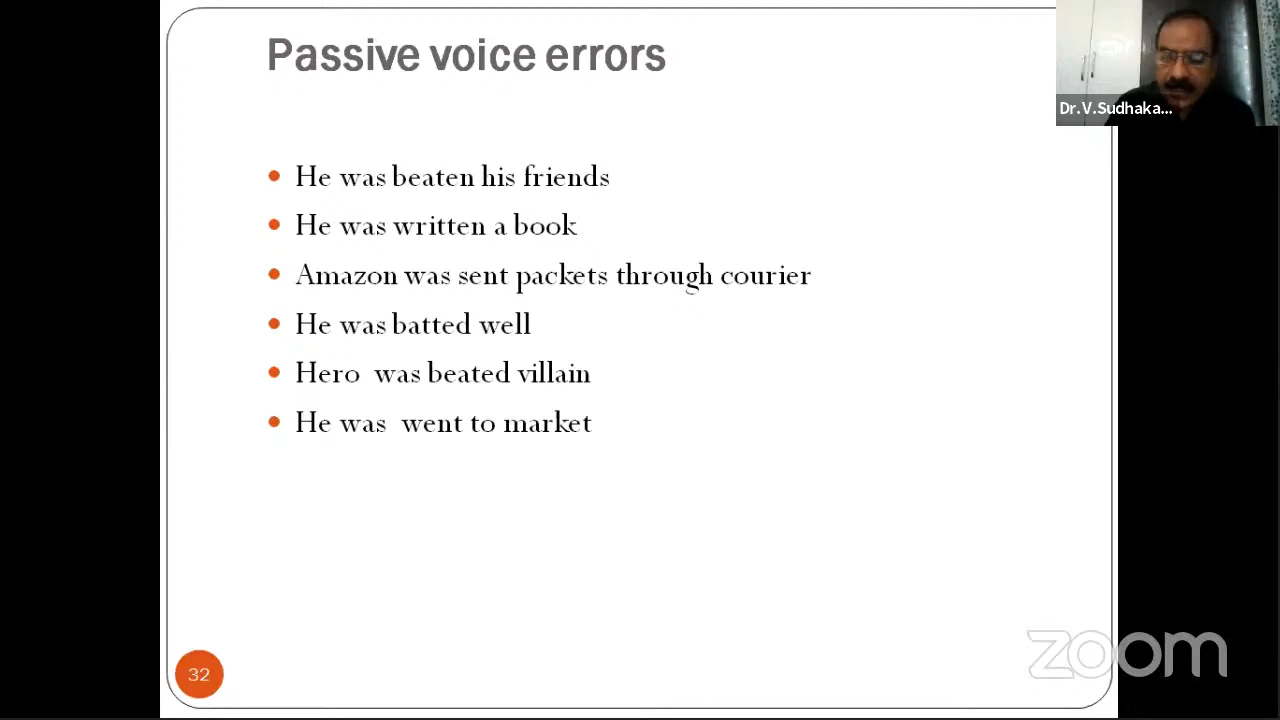 Passive voice errors
Dr.V.Sudhaka...
He was beaten his friends
He was written a book
Amazon was sent packets through courier
He was batted well
Hero was beated villain
He was went to market
32
zoom